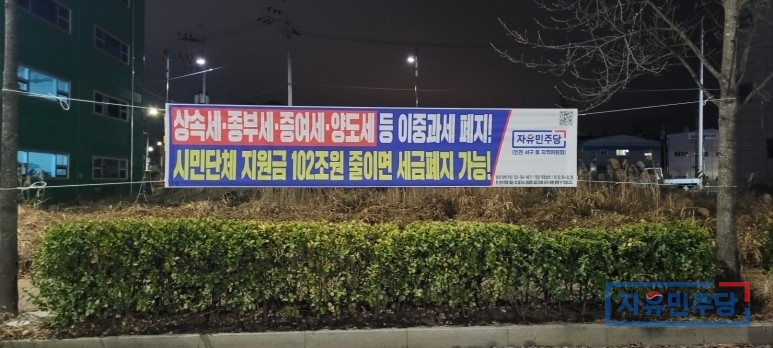 상속세·종부세·증여세·양도세 등 이중과세 폐지!
시민단체 지원금 102조원 줄이면 세금폐지 가능!
자유민주당
자유민주당